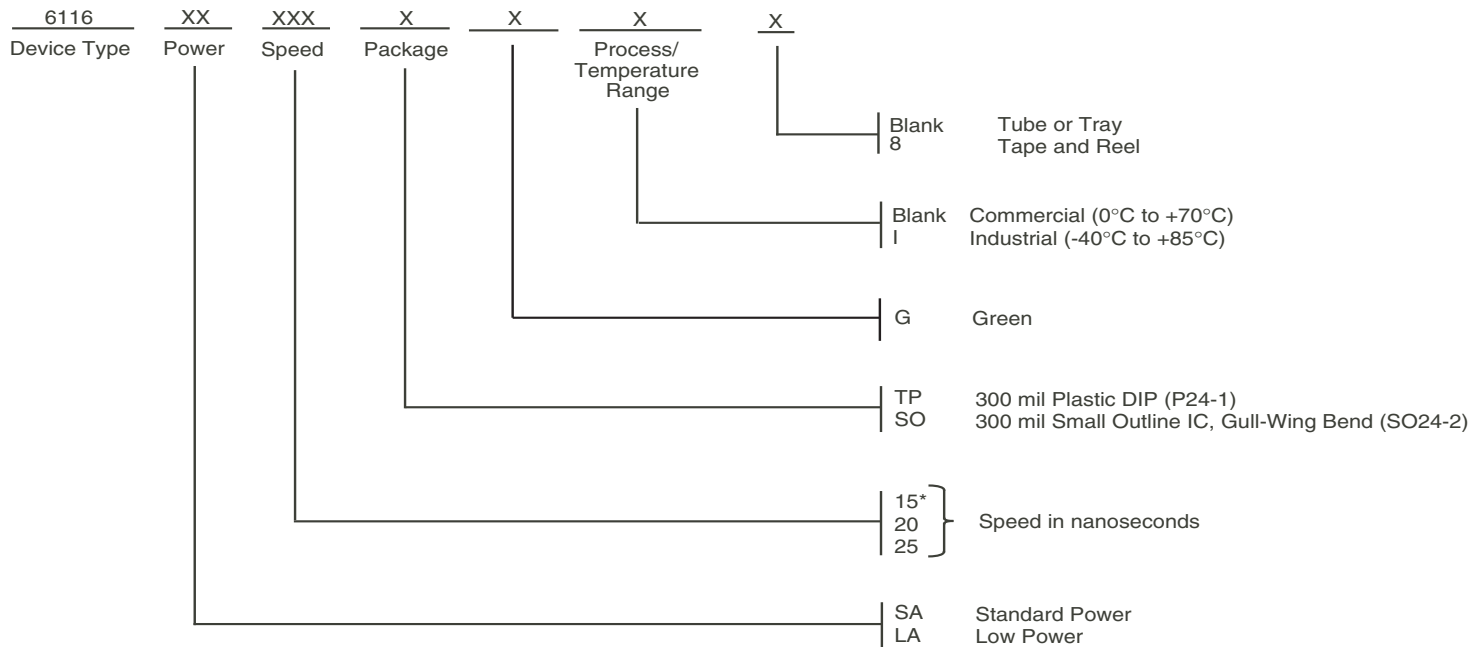 6116 XX XXX X X X X
Device Type Power Speed Package Process/
Temperature
Range
Blank Tube or Tray
8 Tape and Reel
Blank Commercial (0°C to +70°C)
I Industrial (-40°C to +85°C)
G Green
TP 300 mil Plastic DIP (P24-1)
SO 300 mil Small Outline IC, Gull-Wing Bend (SO24-2)
15*
20 Speed in nanoseconds
25
SA Standard Power
LA Low Power